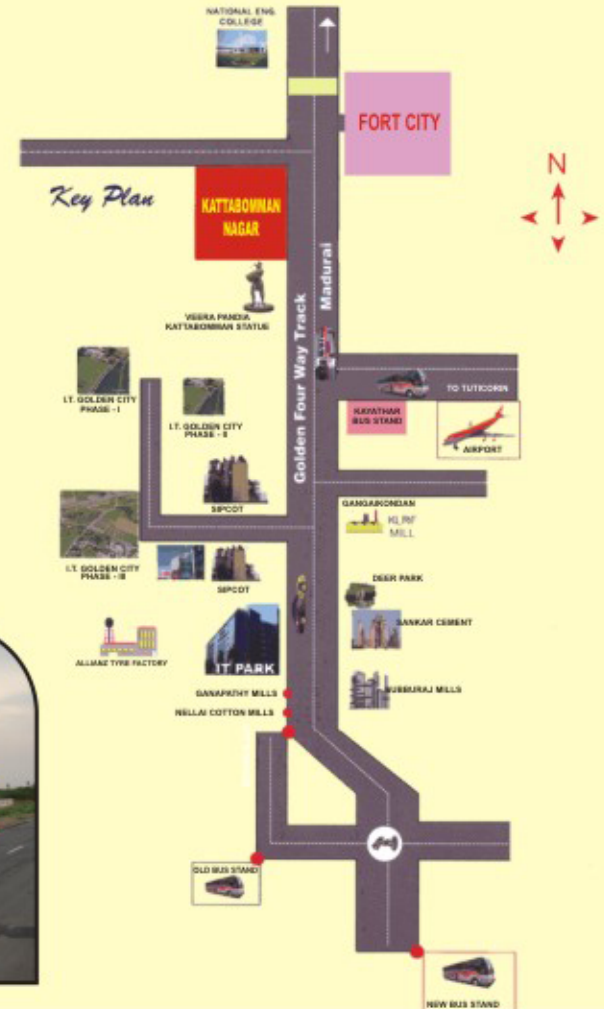 NATIONAL ENG.
COLLEGE
FORT CITY
Key Plan
KATTABOMMAN
NAGAR
N
VEERA PANDIA
KATTABOMMAN STATUE
Golden Four Way Track
Madurai
TO TUTICORIN
I.T. GOLDEN CITY
PHASE - I
I.T. GOLDEN CITY
PHASE - II
KAYATHAR
BUS STAND
AIRPORT
SIPCOT
GANGAIKONDAN
MILL
I.T. GOLDEN CITY
PHASE - III
SIPCOT
DEER PARK
SANKAR CEMENT
ALLIANZ TYRE FACTORY
IT PARK
GANAPATHY MILLS
SUBBURAJ MILLS
NELLAI COTTON MILLS
OLD BUS STAND
NEW BUS STAND